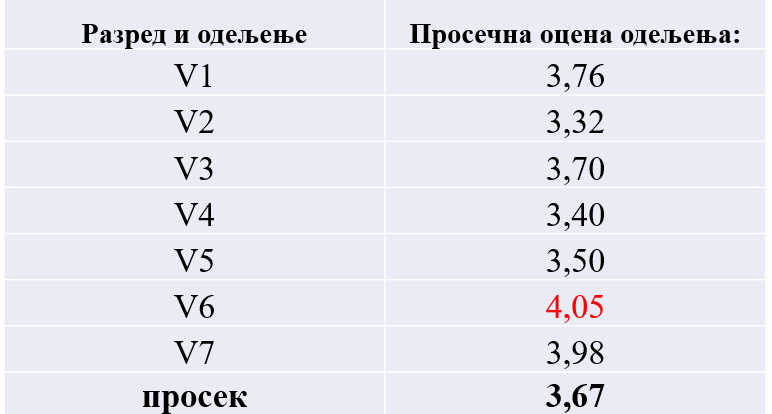 Разред и одељење Просечна оцена одељења:
V1 3,76
V2 3,32
V3 3,70
V4 3,40
V5 3,50
V6 4,05
V7 3,98
просек 3,67